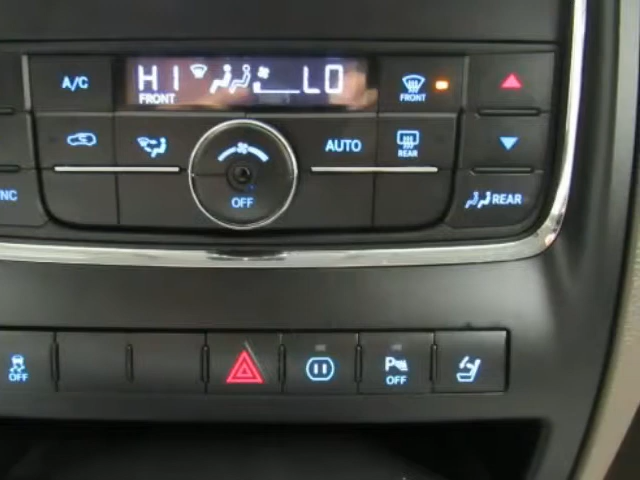 A/C
HI LO
FRONT
FRONT
AUTO
REAR
NC
OFF
REAR
OFF
P
OFF